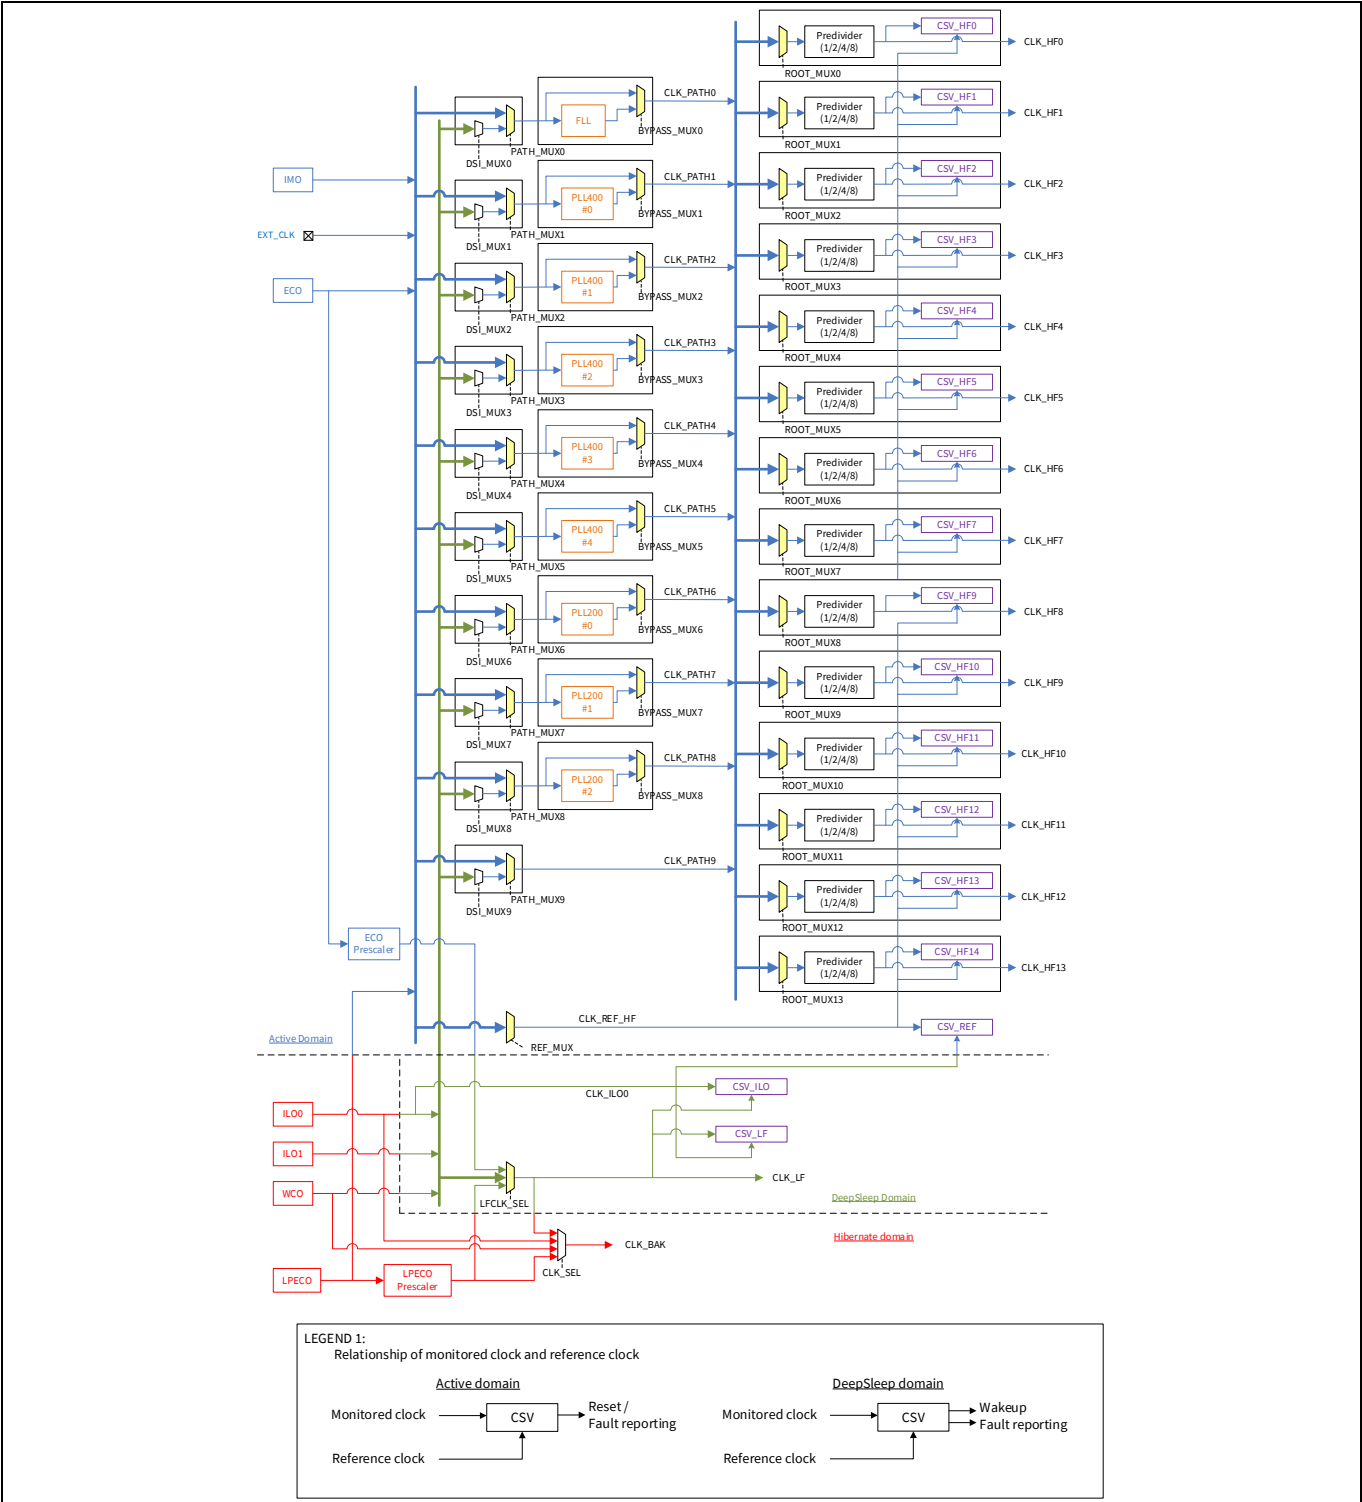 CSV_HF0
Predivider
(1/2/4/8)
CLK_HF0
ROOT_MUX0
CLK_PATH0
FLL
BYPASS_MUX0
PATH_MUX0
DSI_MUX0
CSV_HF1
Predivider
(1/2/4/8)
CLK_HF1
ROOT_MUX1
IMO
CLK_PATH1
PLL400
#0
BYPASS_MUX1
PATH_MUX1
DSI_MUX1
CSV_HF2
Predivider
(1/2/4/8)
CLK_HF2
ROOT_MUX2
EXT_CLK
CLK_PATH2
PLL400
#1
BYPASS_MUX2
PATH_MUX2
DSI_MUX2
CSV_HF3
Predivider
(1/2/4/8)
CLK_HF3
ROOT_MUX3
ECO
CLK_PATH3
PLL400
#2
BYPASS_MUX3
PATH_MUX3
DSI_MUX3
CSV_HF4
Predivider
(1/2/4/8)
CLK_HF4
ROOT_MUX4
CLK_PATH4
PLL400
#3
BYPASS_MUX4
PATH_MUX4
DSI_MUX4
CSV_HF5
Predivider
(1/2/4/8)
CLK_HF5
ROOT_MUX5
CLK_PATH5
PLL400
#4
BYPASS_MUX5
PATH_MUX5
DSI_MUX5
CSV_HF6
Predivider
(1/2/4/8)
CLK_HF6
ROOT_MUX6
CLK_PATH6
PLL200
#0
BYPASS_MUX6
PATH_MUX6
DSI_MUX6
CSV_HF7
Predivider
(1/2/4/8)
CLK_HF7
ROOT_MUX7
CLK_PATH7
PLL200
#1
BYPASS_MUX7
PATH_MUX7
DSI_MUX7
CSV_HF9
Predivider
(1/2/4/8)
CLK_HF8
ROOT_MUX8
CLK_PATH8
PLL200
#2
BYPASS_MUX8
PATH_MUX8
DSI_MUX8
CSV_HF10
Predivider
(1/2/4/8)
CLK_HF9
ROOT_MUX9
CLK_PATH9
PATH_MUX9
DSI_MUX9
CSV_HF11
Predivider
(1/2/4/8)
CLK_HF10
ROOT_MUX10
CSV_HF12
Predivider
(1/2/4/8)
CLK_HF11
ROOT_MUX11
CSV_HF13
Predivider
(1/2/4/8)
CLK_HF12
ROOT_MUX12
ECO
Prescaler
CSV_HF14
Predivider
(1/2/4/8)
CLK_HF13
ROOT_MUX13
CLK_REF_HF
CSV_REF
REF_MUX
Active Domain
CSV_ILO
CLK_ILO0
ILO0
CSV_LF
ILO1
CLK_LF
WCO
LFCLK_SEL
DeepSleep Domain
Hibernate domain
CLK_BAK
CLK_SEL
LPECO
LPECO
Prescaler
LEGEND 1:
Relationship of monitored clock and reference clock
Active domain
Monitored clock
CSV
Reset /
Fault reporting
Reference clock
DeepSleep domain
Monitored clock
CSV
Wakeup
Fault reporting
Reference clock